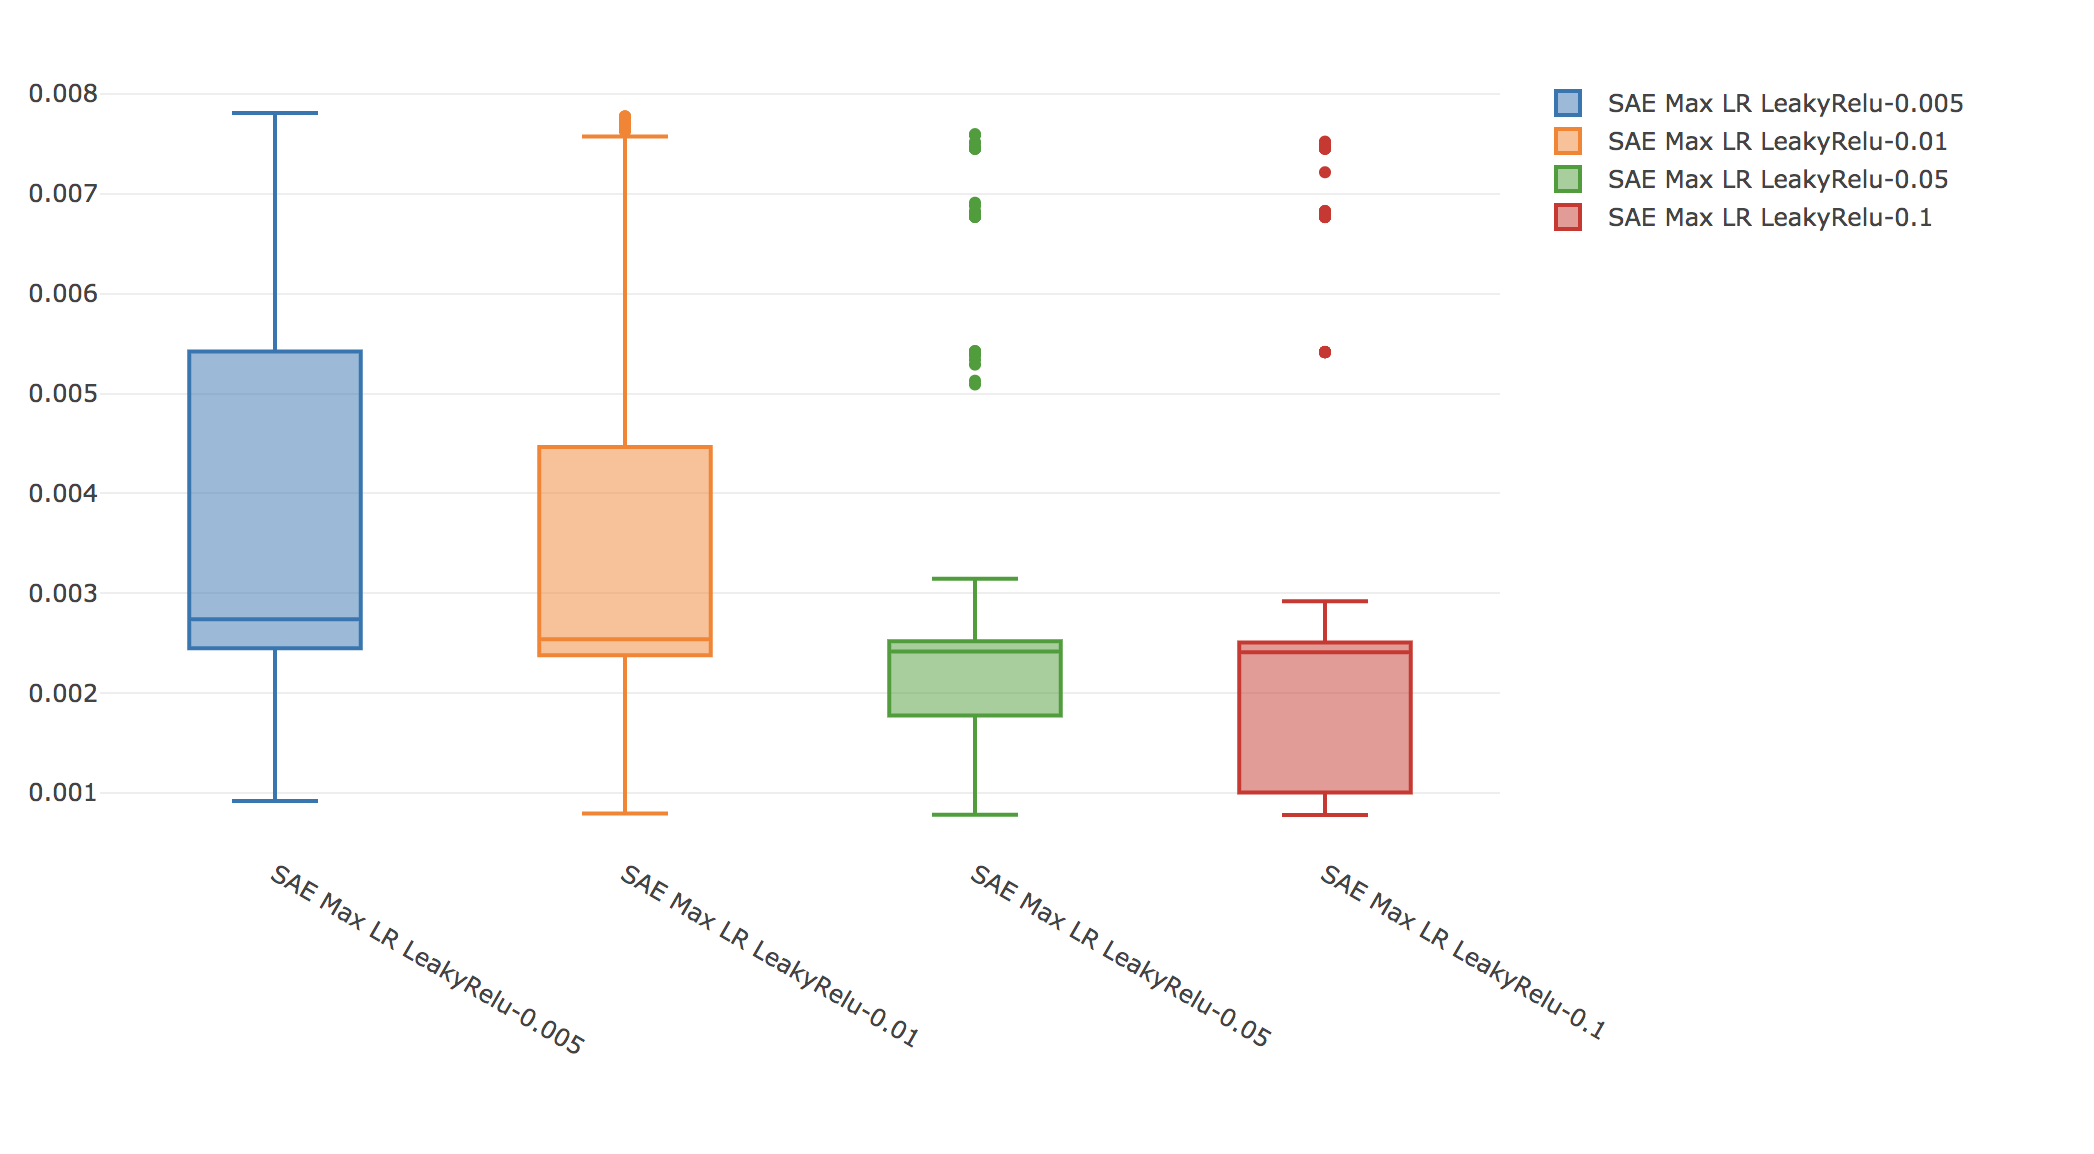 0.008
0.007
0.006
0.005
0.004
0.003
0.002
0.001
SAE Max LR LeakyRelu-0.005
SAE Max LR LeakyRelu-0.01
SAE Max LR LeakyRelu-0.05
SAE Max LR LeakyRelu-0.1
SAE Max LR LeakyRelu-0.005
SAE Max LR LeakyRelu-0.01
SAE Max LR LeakyRelu-0.05
SAE Max LR LeakyRelu-0.1